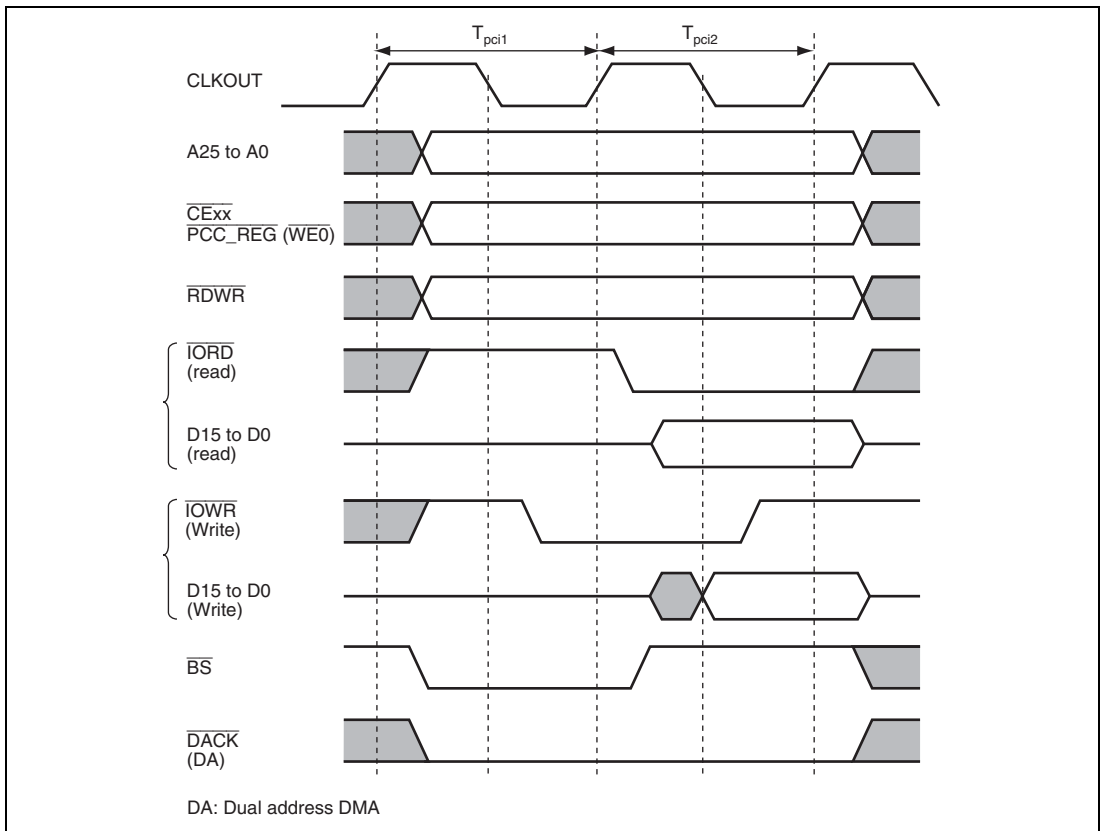 Tpci1 Tpci2
CLKOUT
A25 to A0
CExx
PCC_REG (WE0)
RDWR
IORD
(read)
D15 to D0
(read)
IOWR
(Write)
D15 to D0
(Write)
BS
DACK
(DA)
DA: Dual address DMA